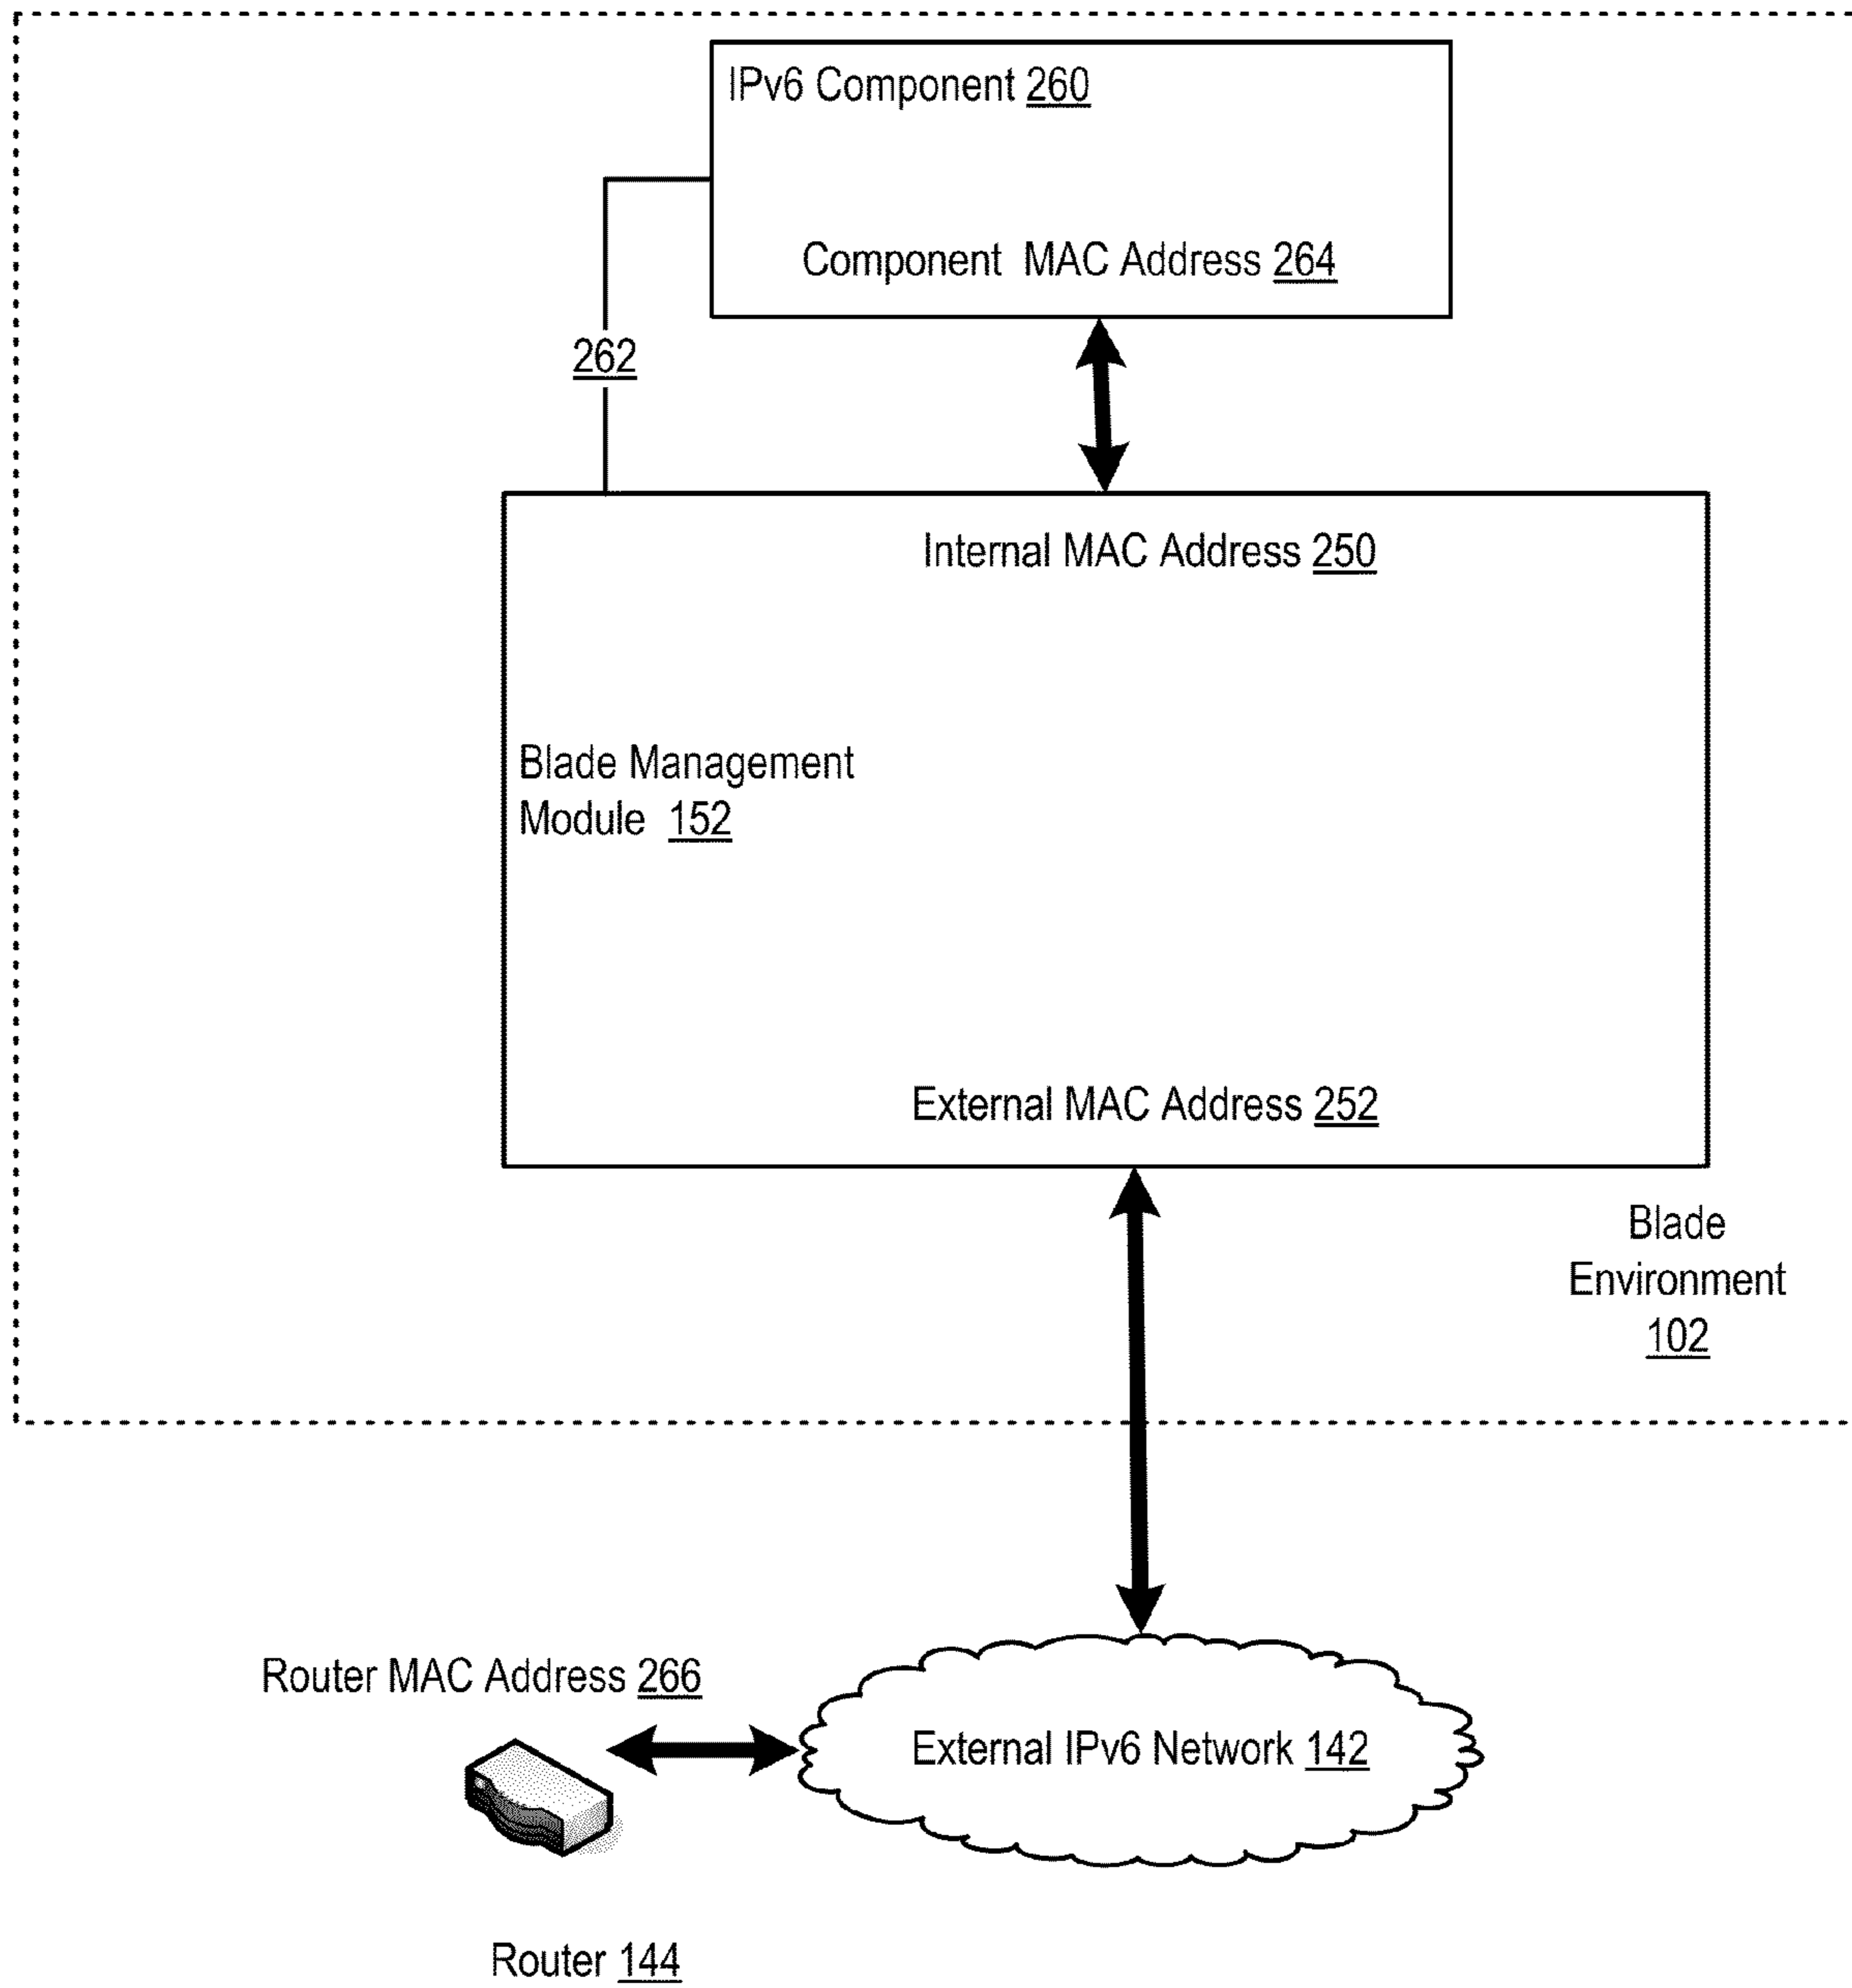 IPv6 Component 260
Component MAC Address 264
262
Internal MAC Address 250
Blade Management
Module 152
External MAC Address 252
Blade
Environment
102
Router MAC Address 266
External IPv6 Network 142
Router 144